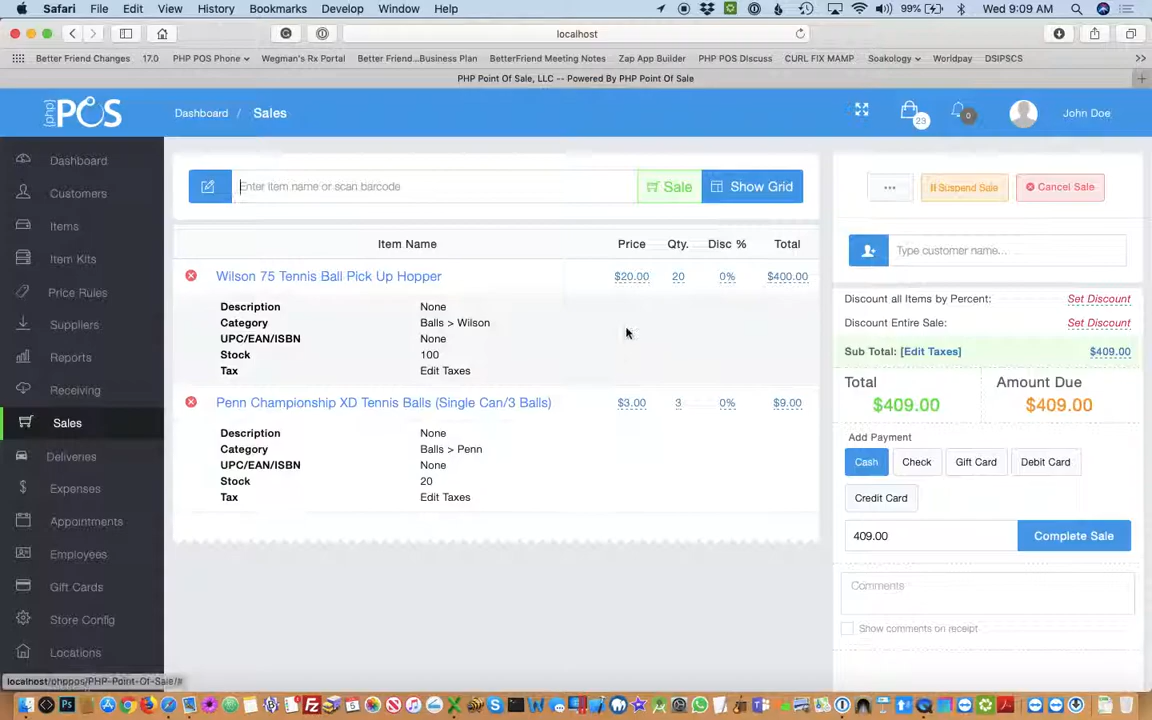 Safari File Edit View History Bookmarks Develop Window Help 99% Wed 9:09 AM
localhost
Better Friend Changes 17.0 PHP POS Phone Wegman's Rx Portal Better Friend...Business Plan BetterFriend Meeting Notes Zap App Builder PHP POS Discuss CURL FIX MAMP Soakology Worldpay DSIPSCS >>
PHP Point Of Sale, LLC -- Powered By PHP Point Of Sale +
(php) POS Dashboard / Sales 23 0 John Doe
Dashboard
Customers
Items
Item Kits
Price Rules
Suppliers
Reports
Receiving
Sales
Deliveries
Expenses
Appointments
Employees
Gift Cards
Store Config
Locations
localhost/phppos/PHP-Point-Of-Sale/#
Enter item name or scan barcode Sale Show Grid
Item Name Price Qty. Disc % Total
Wilson 75 Tennis Ball Pick Up Hopper $20.00 20 0% $400.00
Description None
Category Balls > Wilson
UPC/EAN/ISBN None
Stock 100
Tax Edit Taxes
Penn Championship XD Tennis Balls (Single Can/3 Balls) $3.00 3 0% $9.00
Description None
Category Balls > Penn
UPC/EAN/ISBN None
Stock 20
Tax Edit Taxes
... Suspend Sale Cancel Sale
Type customer name...
Discount all Items by Percent: Set Discount
Discount Entire Sale: Set Discount
Sub Total: [Edit Taxes] $409.00
Total Amount Due
$409.00 $409.00
Add Payment
Cash Check Gift Card Debit Card
Credit Card
409.00 Complete Sale
Comments
Show comments on receipt